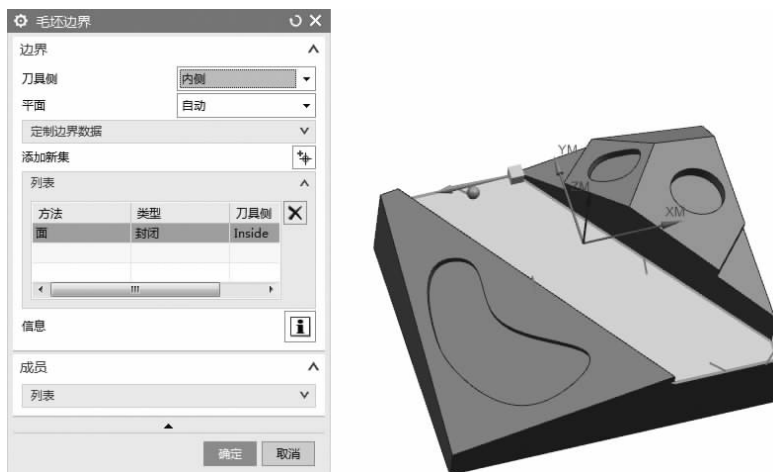 毛坯边界
边界
刀具侧 内侧
平面 自动
定制边界数据
添加新集
列表
方法 类型 刀具侧
面 封闭 Inside
信息
成员
列表
确定 取消
YM
ZM
XM